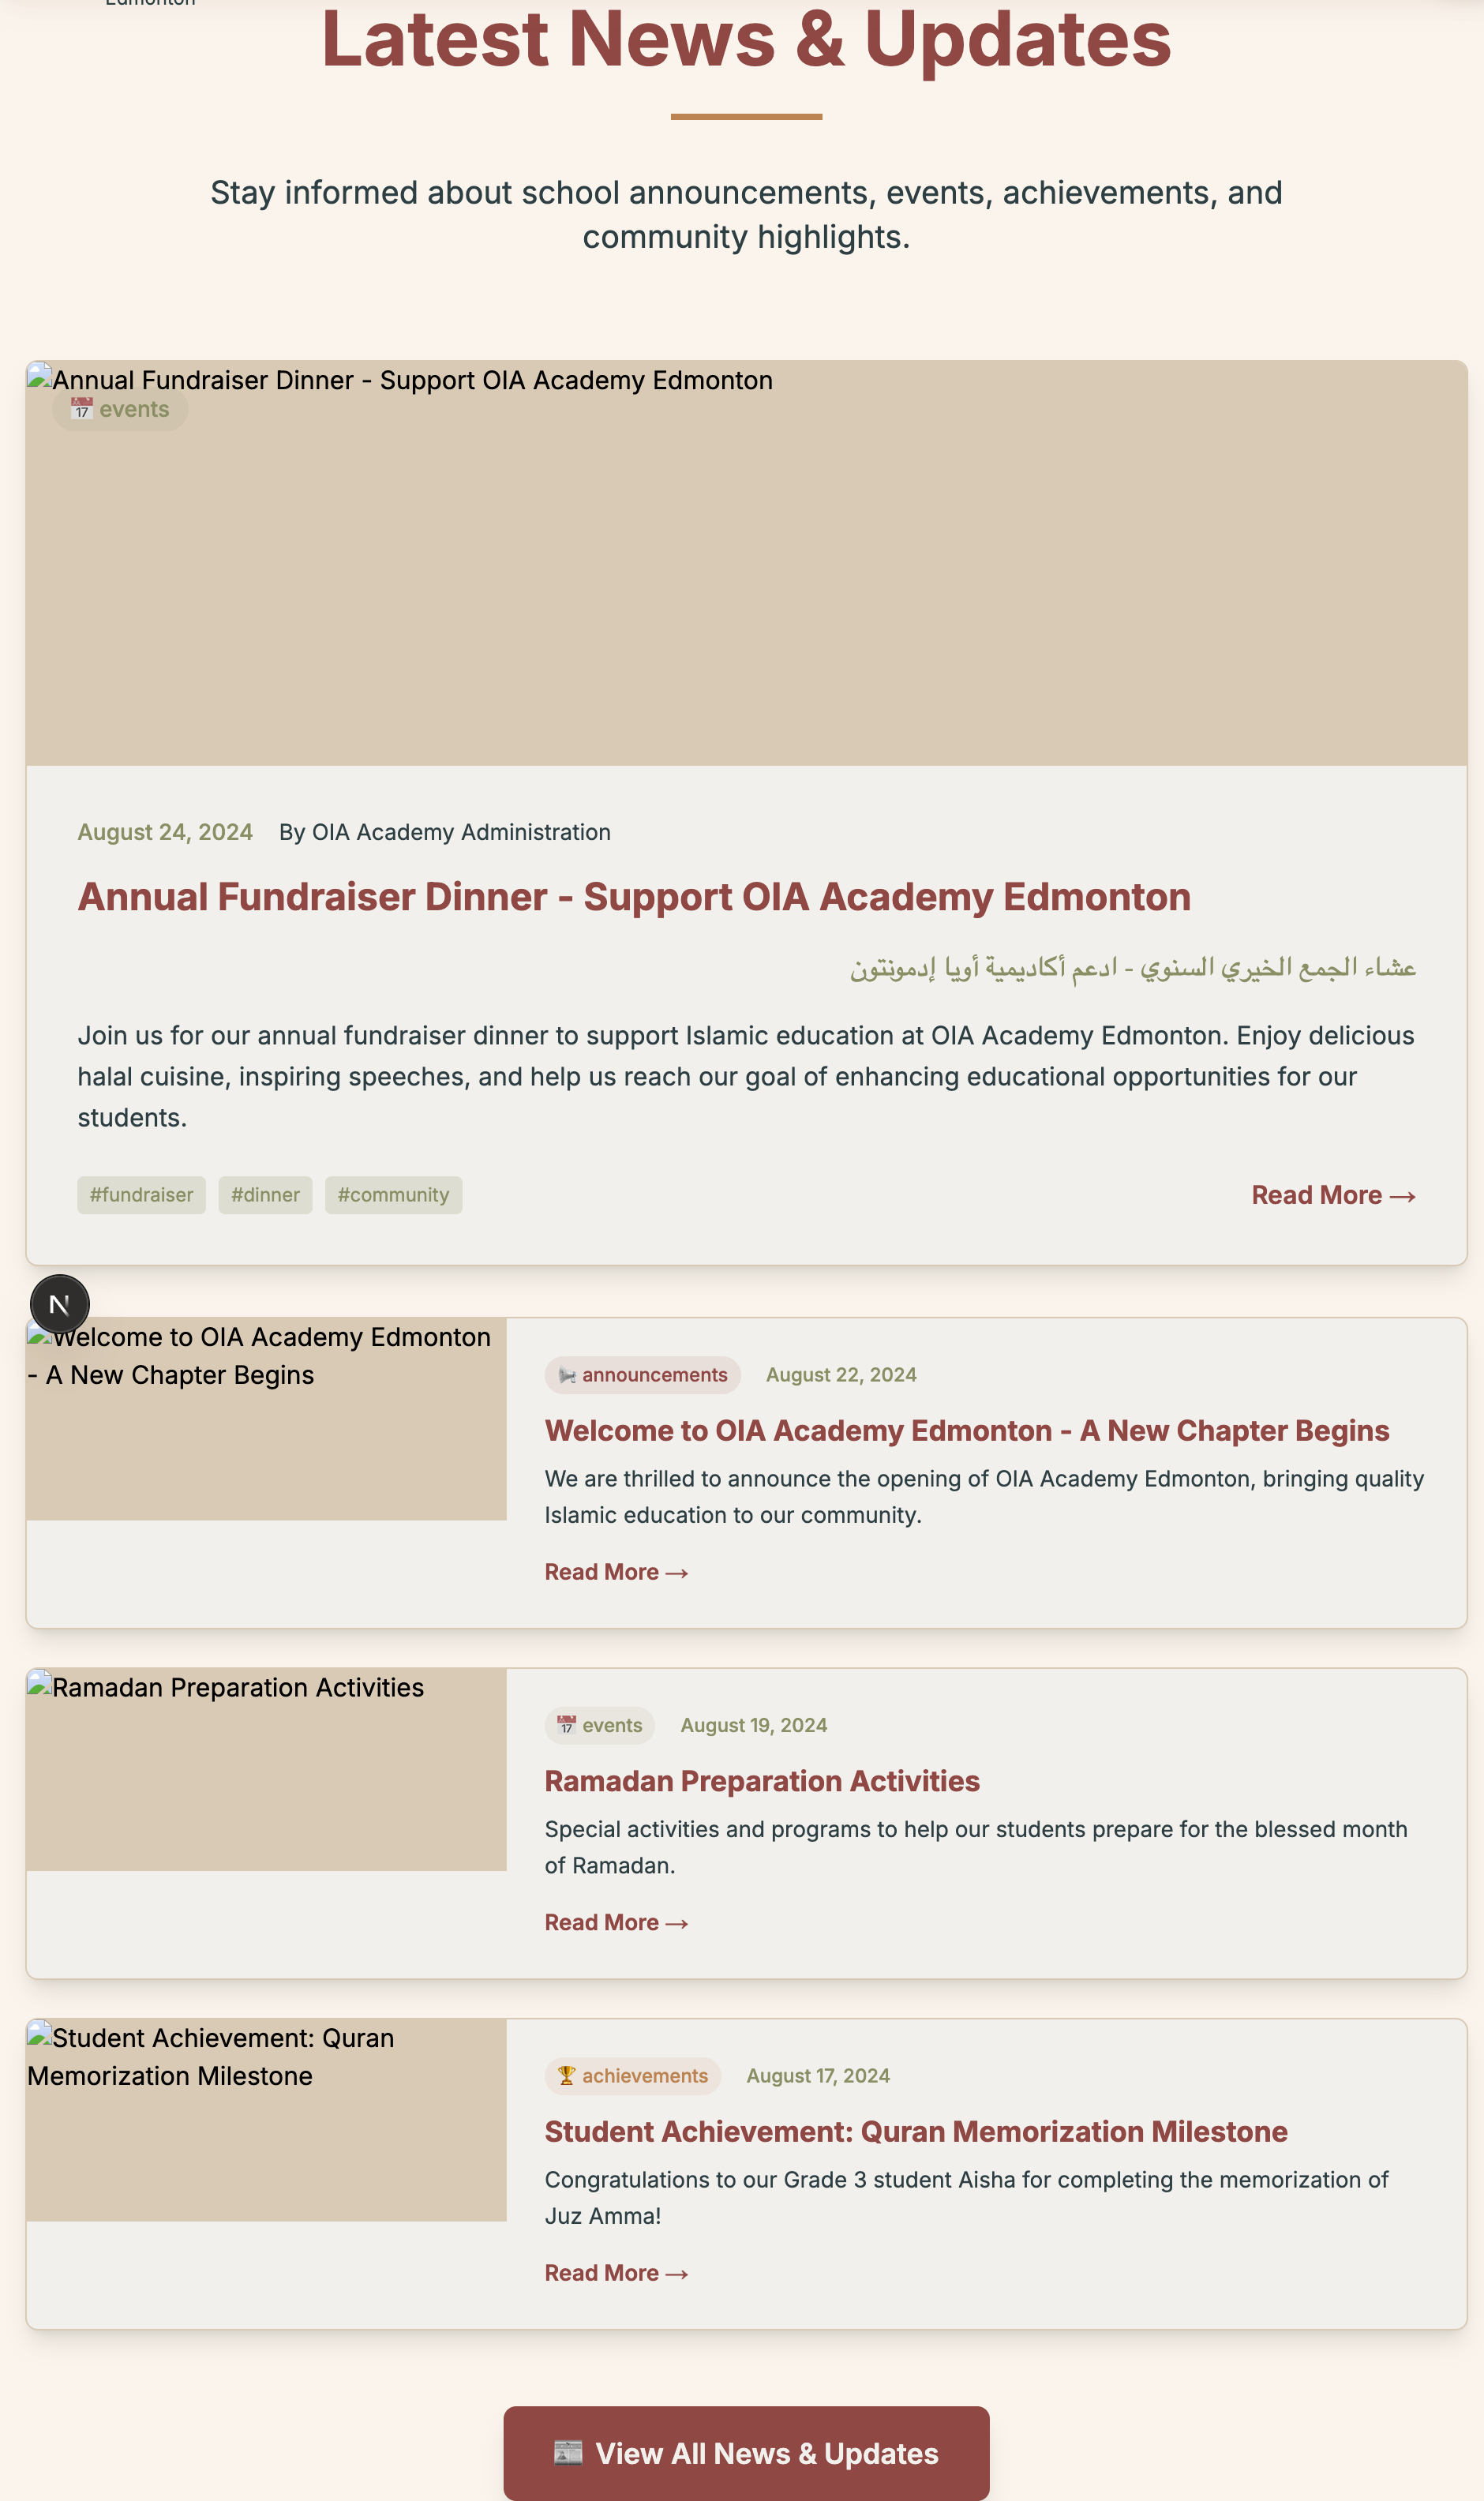 Edmonton
Latest News & Updates
Stay informed about school announcements, events, achievements, and
community highlights.
Annual Fundraiser Dinner - Support OIA Academy Edmonton
📅 events
August 24, 2024 By OIA Academy Administration
Annual Fundraiser Dinner - Support OIA Academy Edmonton
عشاء الجمع الخيري السنوي - ادعم أكاديمية أويا إدمونتون
Join us for our annual fundraiser dinner to support Islamic education at OIA Academy Edmonton. Enjoy delicious
halal cuisine, inspiring speeches, and help us reach our goal of enhancing educational opportunities for our
students.
#fundraiser #dinner #community Read More →
N
Welcome to OIA Academy Edmonton
- A New Chapter Begins
📢 announcements August 22, 2024
Welcome to OIA Academy Edmonton - A New Chapter Begins
We are thrilled to announce the opening of OIA Academy Edmonton, bringing quality
Islamic education to our community.
Read More →
Ramadan Preparation Activities
📅 events August 19, 2024
Ramadan Preparation Activities
Special activities and programs to help our students prepare for the blessed month
of Ramadan.
Read More →
Student Achievement: Quran
Memorization Milestone
🏆 achievements August 17, 2024
Student Achievement: Quran Memorization Milestone
Congratulations to our Grade 3 student Aisha for completing the memorization of
Juz Amma!
Read More →
📰 View All News & Updates